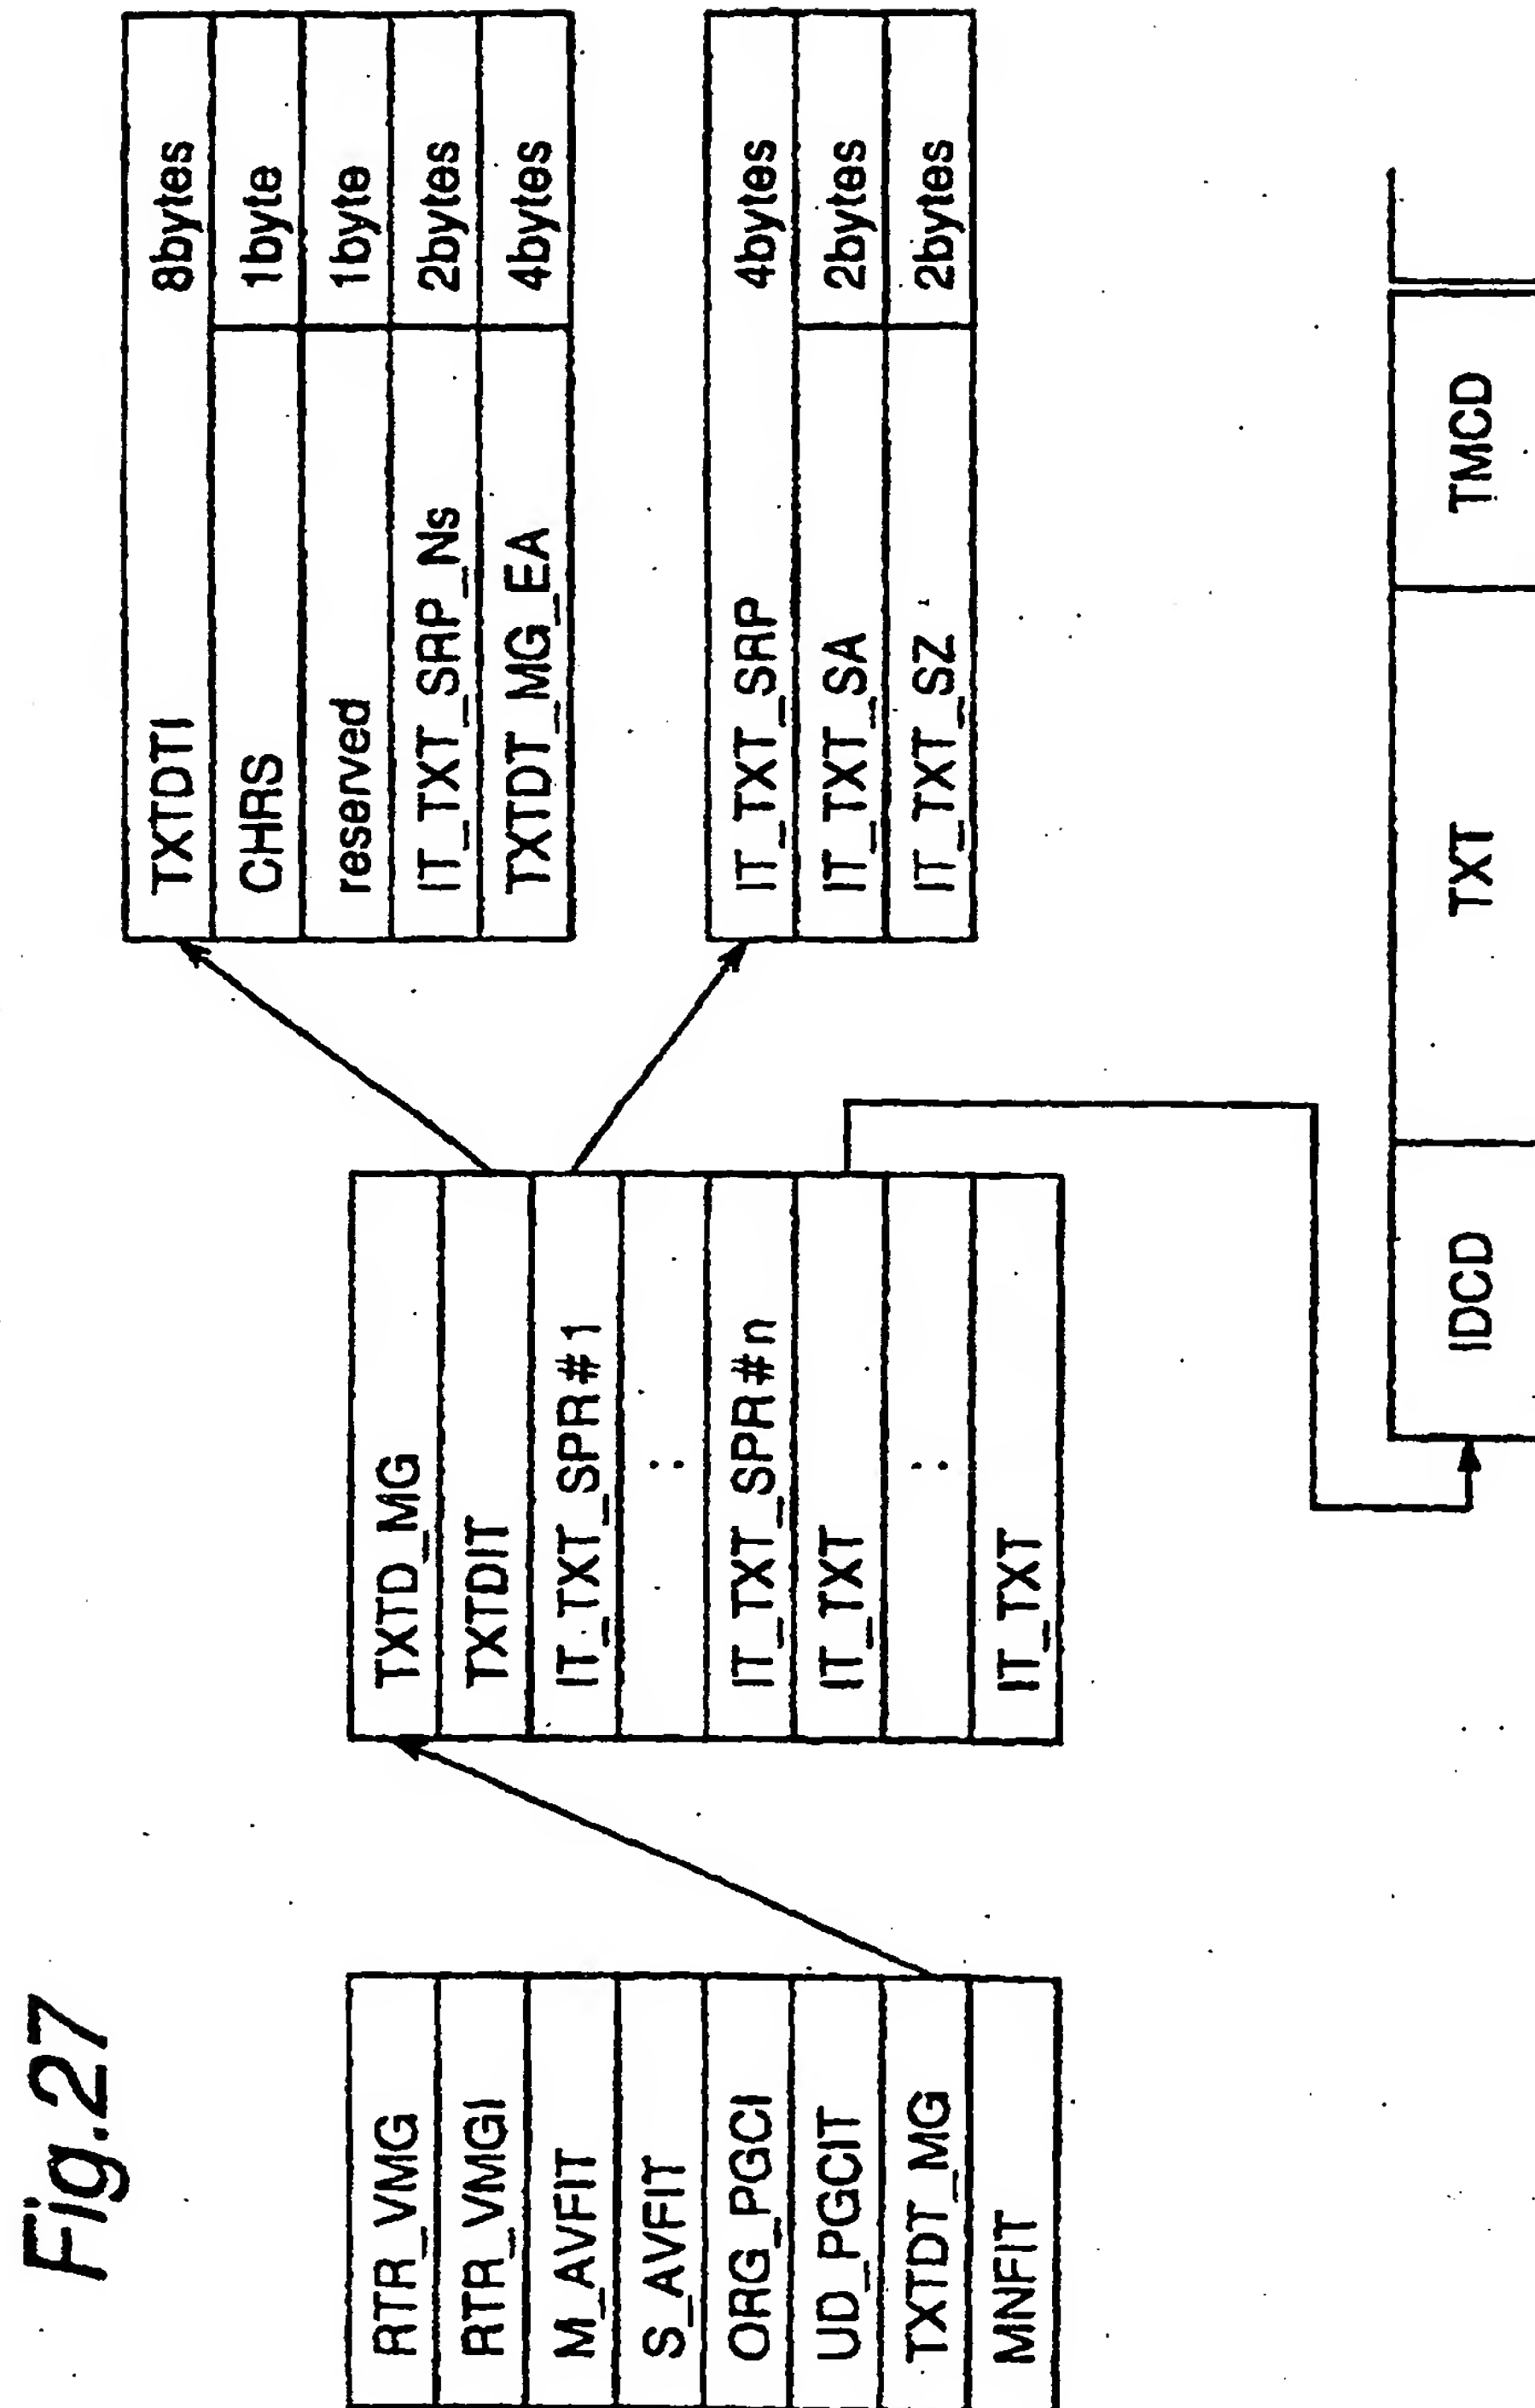 Fig.27
RTR_VMG
RTR_VMGI
M_AVFIT
S_AVFIT
ORG_PGCI
UD_PGCIT
TXTDT_MG
MNFIT
TXTD_MG
TXTDIT
IT_TXT_SPR#1
:
IT_TXT_SPR#n
IT_TXT
:
IT_TXT
TXTDTI 8bytes
CHRS 1byte
reserved 1byte
IT_TXT_SRP_Ns 2bytes
TXTDT_MG_EA 4bytes
IT_TXT_SRP 4bytes
IT_TXT_SA 2bytes
IT_TXT_SZ 2bytes
IDCD TXT TMCD